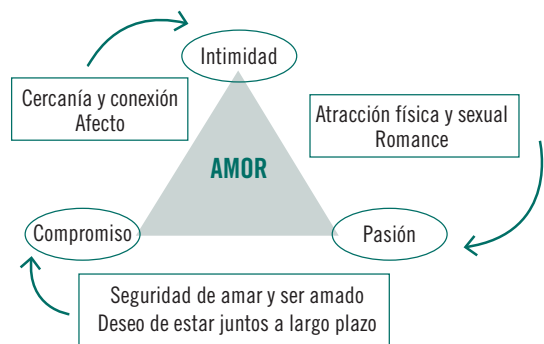 Intimidad
Cercanía y conexión
Afecto
Atracción física y sexual
Romance
AMOR
Compromiso
Pasión
Seguridad de amar y ser amado
Deseo de estar juntos a largo plazo